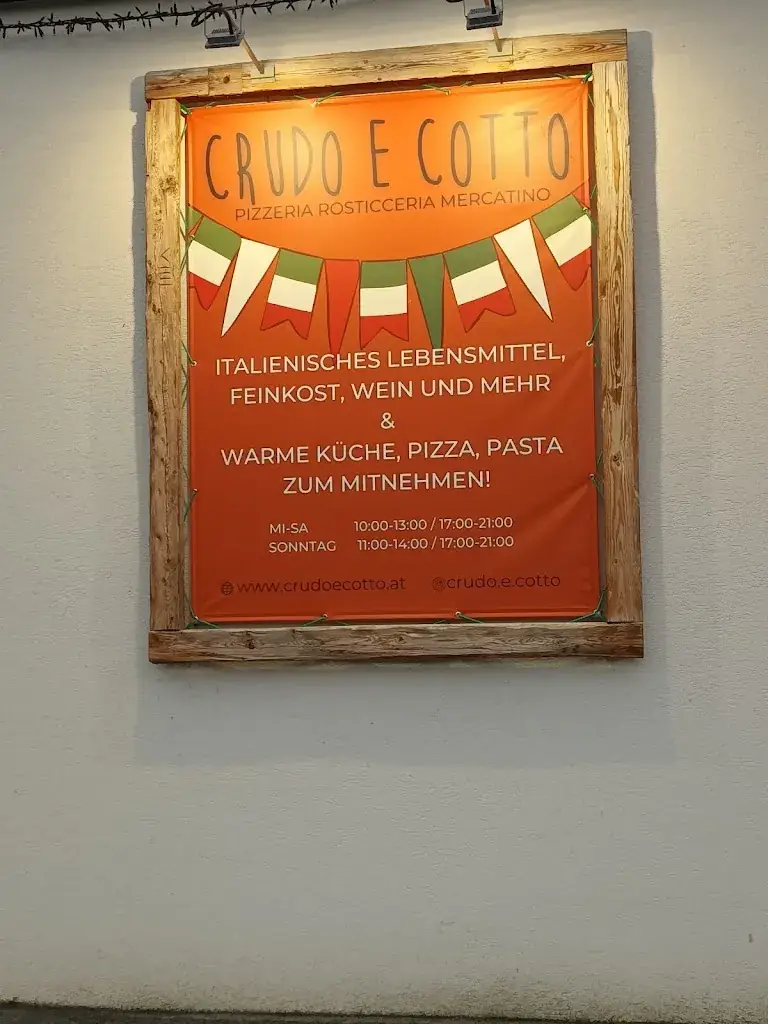 CRUDO E COTTO
PIZZERIA ROSTICCERIA MERCATINO
ITALIENISCHES LEBENSMITTEL,
FEINKOST, WEIN UND MEHR
&
WARME KÜCHE, PIZZA, PASTA
ZUM MITNEHMEN!
MI-SA 10:00-13:00 / 17:00-21:00
SONNTAG 11:00-14:00 / 17:00-21:00
www.crudoecotto.at @crudo.e.cotto